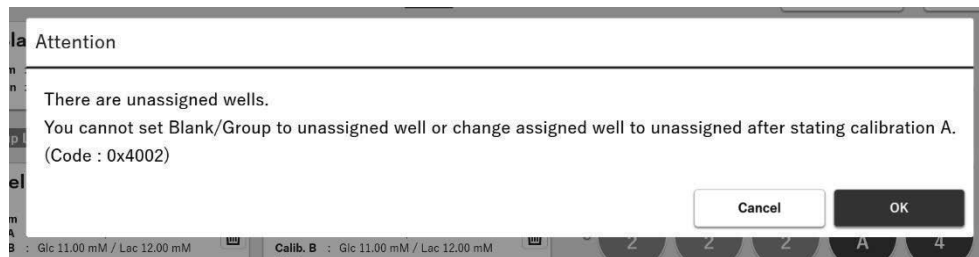 Attention
There are unassigned wells.
You cannot set Blank/Group to unassigned well or change assigned well to unassigned after stating calibration A.
(Code : 0x4002)
Cancel OK
B : Glc 11.00 mM / Lac 12.00 mM Calib. B : Glc 11.00 mM / Lac 12.00 mM 2 2 2 A 4